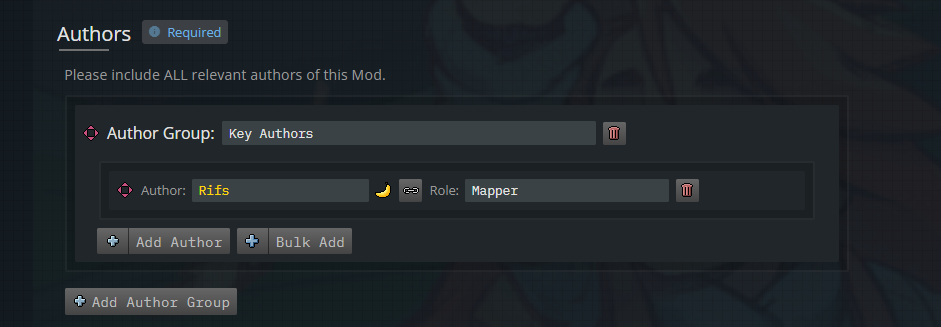 Authors Required
Please include ALL relevant authors of this Mod.
Author Group: Key Authors
Author: Rifs Role: Mapper
Add Author Bulk Add
Add Author Group